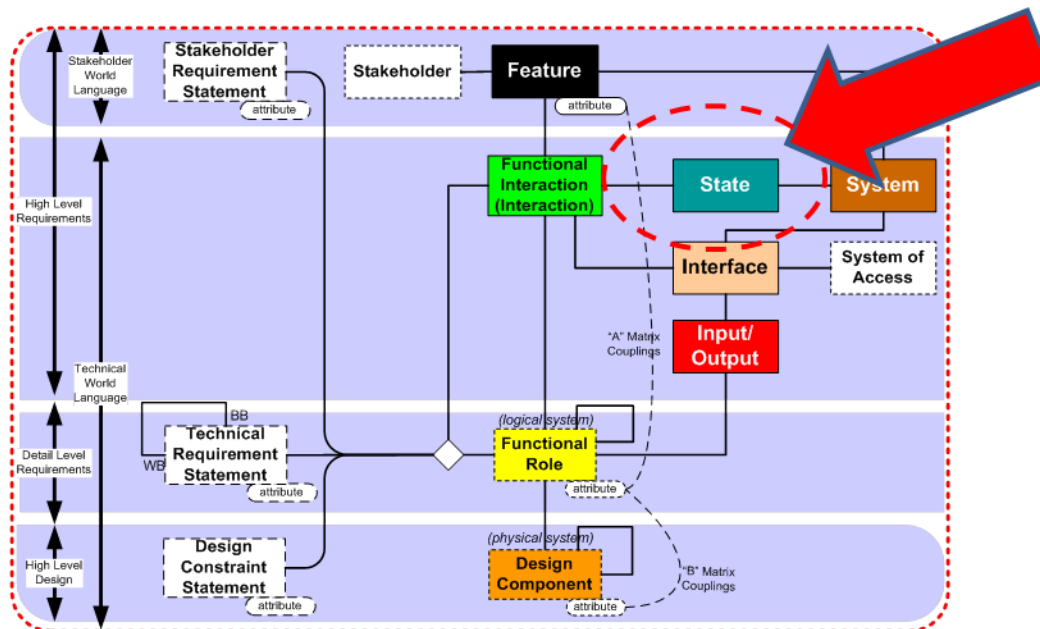 Stakeholder
World
Language
Stakeholder
Requirement
Statement
attribute
Stakeholder
Feature
attribute
High Level
Requirements
Functional
Interaction
(Interaction)
State
System
Interface
System of
Access
Input/
Output
"A" Matrix
Couplings
Technical
World
Language
BB
WB
Technical
Requirement
Statement
attribute
(logical system)
Functional
Role
attribute
Detail Level
Requirements
High Level
Design
Design
Constraint
Statement
attribute
(physical system)
Design
Component
attribute
"B" Matrix
Couplings